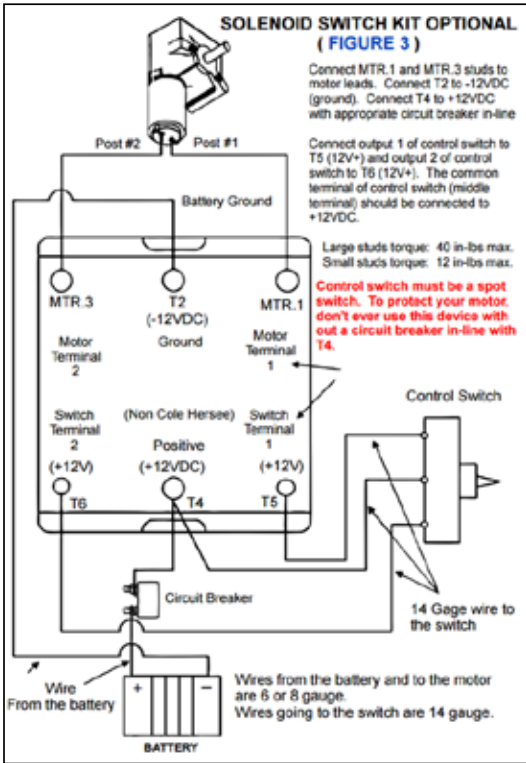 SOLENOID SWITCH KIT OPTIONAL
( FIGURE 3 )
Connect MTR.1 and MTR.3 studs to
motor leads. Connect T2 to -12VDC
(ground). Connect T4 to +12VDC
with appropriate circuit breaker in-line
Connect output 1 of control switch to
T5 (12V+) and output 2 of control
switch to T6 (12V+). The common
terminal of control switch (middle
terminal) should be connected to
+12VDC.
Large studs torque: 40 in-lbs max.
Small studs torque: 12 in-lbs max.
Control switch must be a spot
switch. To protect your motor,
don't ever use this device with
out a circuit breaker in-line with
T4.
Post #2
Post #1
Battery Ground
MTR.3
T2
(-12VDC)
Ground
MTR.1
Motor
Terminal
2
Motor
Terminal
1
Switch
Terminal
2
(+12V)
(Non Cole Hersee)
Positive
(+12VDC)
Switch
Terminal
1
(+12V)
T6
T4
T5
Control Switch
Circuit Breaker
14 Gage wire to
the switch
Wire
From the battery
+
−
BATTERY
Wires from the battery and to the motor
are 6 or 8 gauge.
Wires going to the switch are 14 gauge.